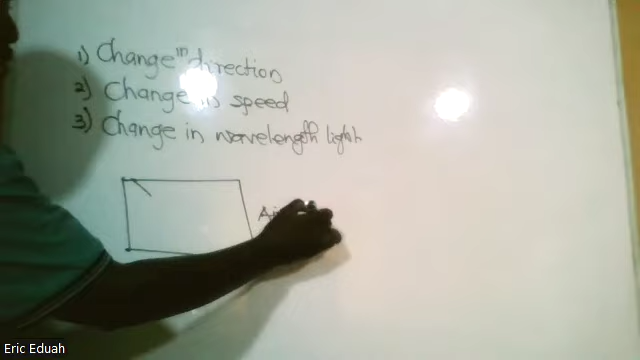 1) Change in direction
2) Change in speed
3) Change in wavelength light
Eric Eduah